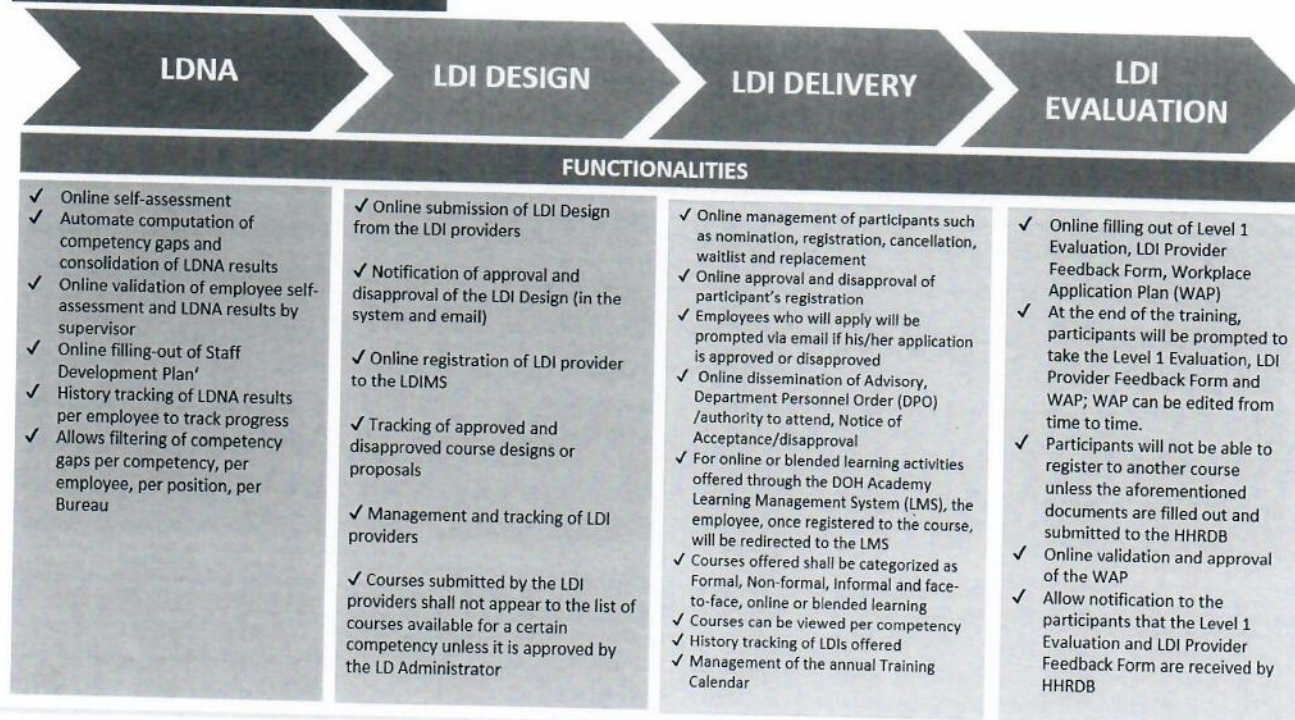 LDNA
LDI DESIGN
LDI DELIVERY
LDI
EVALUATION
FUNCTIONALITIES
✓ Online self-assessment
✓ Automate computation of
competency gaps and
consolidation of LDNA results
✓ Online validation of employee self-
assessment and LDNA results by
supervisor
✓ Online filling-out of Staff
Development Plan'
✓ History tracking of LDNA results
per employee to track progress
✓ Allows filtering of competency
gaps per competency, per
employee, per position, per
Bureau
✓ Online submission of LDI Design
from the LDI providers
✓ Notification of approval and
disapproval of the LDI Design (in the
system and email)
✓ Online registration of LDI provider
to the LDIMS
✓ Tracking of approved and
disapproved course designs or
proposals
✓ Management and tracking of LDI
providers
✓ Courses submitted by the LDI
providers shall not appear to the list of
courses available for a certain
competency unless it is approved by
the LD Administrator
✓ Online management of participants such
as nomination, registration, cancellation,
waitlist and replacement
✓ Online approval and disapproval of
participant's registration
✓ Employees who will apply will be
prompted via email if his/her application
is approved or disapproved
✓ Online dissemination of Advisory,
Department Personnel Order (DPO)
/authority to attend, Notice of
Acceptance/disapproval
✓ For online or blended learning activities
offered through the DOH Academy
Learning Management System (LMS), the
employee, once registered to the course,
will be redirected to the LMS
✓ Courses offered shall be categorized as
Formal, Non-formal, Informal and face-
to-face, online or blended learning
✓ Courses can be viewed per competency
✓ History tracking of LDIs offered
✓ Management of the annual Training
Calendar
✓ Online filling out of Level 1
Evaluation, LDI Provider
Feedback Form, Workplace
Application Plan (WAP)
✓ At the end of the training,
participants will be prompted to
take the Level 1 Evaluation, LDI
Provider Feedback Form and
WAP; WAP can be edited from
time to time.
✓ Participants will not be able to
register to another course
unless the aforementioned
documents are filled out and
submitted to the HHRDB
✓ Online validation and approval
of the WAP
✓ Allow notification to the
participants that the Level 1
Evaluation and LDI Provider
Feedback Form are received by
HHRDB